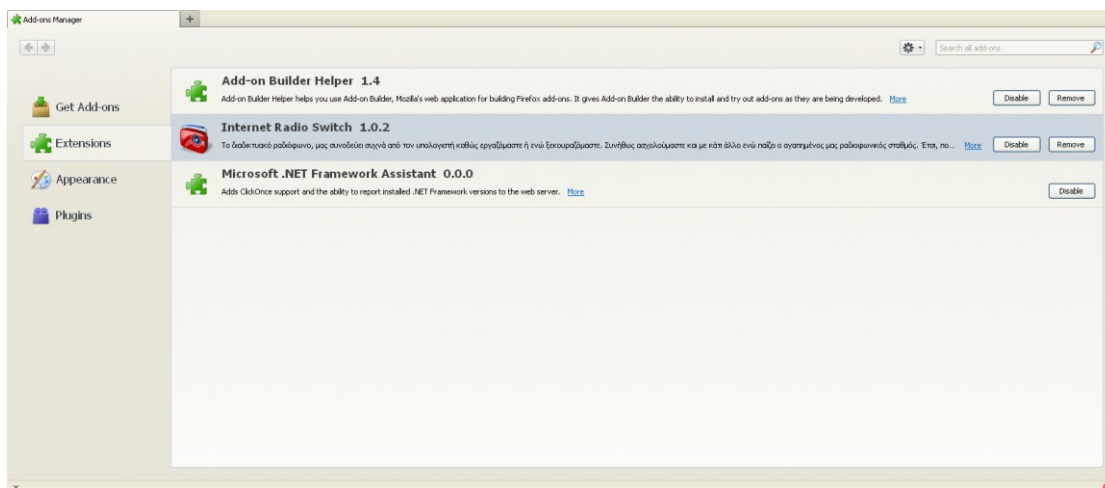 Add-ons Manager
Search all add-ons
Get Add-ons
Extensions
Appearance
Plugins
Add-on Builder Helper 1.4
Add-on Builder Helper helps you use Add-on Builder, Mozilla's web application for building Firefox add-ons. It gives Add-on Builder the ability to install and try out add-ons as they are being developed. More
Disable Remove
Internet Radio Switch 1.0.2
Το διαδικτυακό ραδιόφωνο, μας συνοδεύει συχνά από τον υπολογιστή καθώς εργαζόμαστε ή ενώ ξεκουραζόμαστε. Συνήθως ασχολούμαστε και με κάτι άλλο ενώ παίζει ο αγαπημένος μας ραδιοφωνικός σταθμός. Έτσι, πο... More
Disable Remove
Microsoft .NET Framework Assistant 0.0.0
Adds ClickOnce support and the ability to report installed .NET Framework versions to the web server. More
Disable